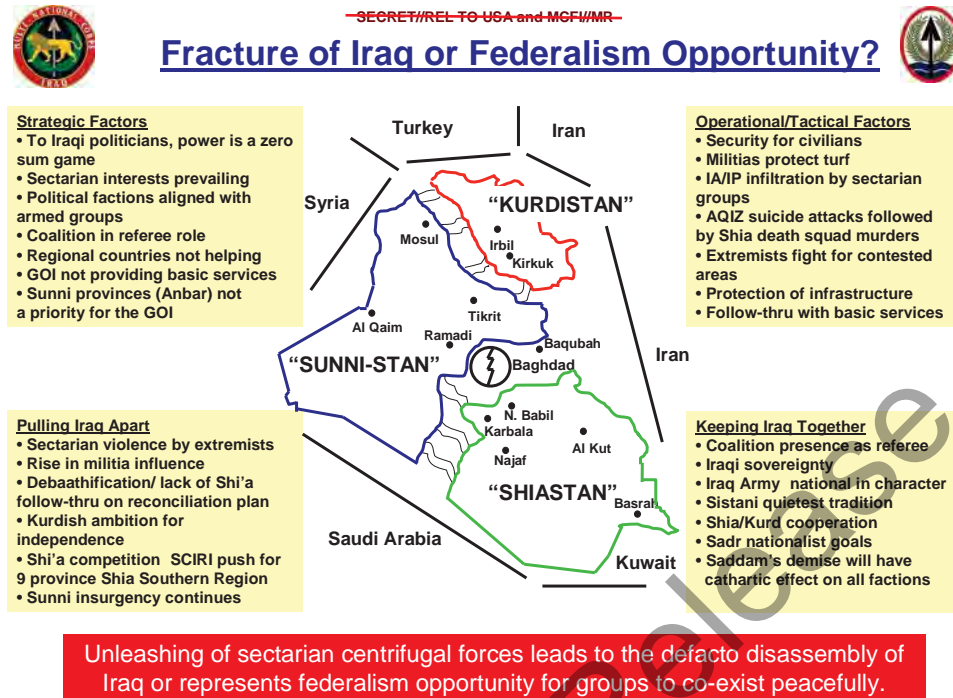 SECRET//REL TO USA and MCFI//MR
MULTI-NATIONAL CORPS
IRAQ
Fracture of Iraq or Federalism Opportunity?
Strategic Factors
• To Iraqi politicians, power is a zero
sum game
• Sectarian interests prevailing
• Political factions aligned with
armed groups
• Coalition in referee role
• Regional countries not helping
• GOI not providing basic services
• Sunni provinces (Anbar) not
a priority for the GOI
Operational/Tactical Factors
• Security for civilians
• Militias protect turf
• IA/IP infiltration by sectarian
groups
• AQIZ suicide attacks followed
by Shia death squad murders
• Extremists fight for contested
areas
• Protection of infrastructure
• Follow-thru with basic services
Turkey
Iran
Syria
"KURDISTAN"
Mosul
Irbil
Kirkuk
Al Qaim
Tikrit
Ramadi
Baqubah
Iran
"SUNNI-STAN"
Baghdad
N. Babil
Karbala
Al Kut
Najaf
"SHIASTAN"
Basrah
Saudi Arabia
Kuwait
Pulling Iraq Apart
• Sectarian violence by extremists
• Rise in militia influence
• Debaathification/ lack of Shi'a
follow-thru on reconciliation plan
• Kurdish ambition for
independence
• Shi'a competition SCIRI push for
9 province Shia Southern Region
• Sunni insurgency continues
Keeping Iraq Together
• Coalition presence as referee
• Iraqi sovereignty
• Iraq Army national in character
• Sistani quietest tradition
• Shia/Kurd cooperation
• Sadr nationalist goals
• Saddam's demise will have
cathartic effect on all factions
Release
Unleashing of sectarian centrifugal forces leads to the defacto disassembly of
Iraq or represents federalism opportunity for groups to co-exist peacefully.